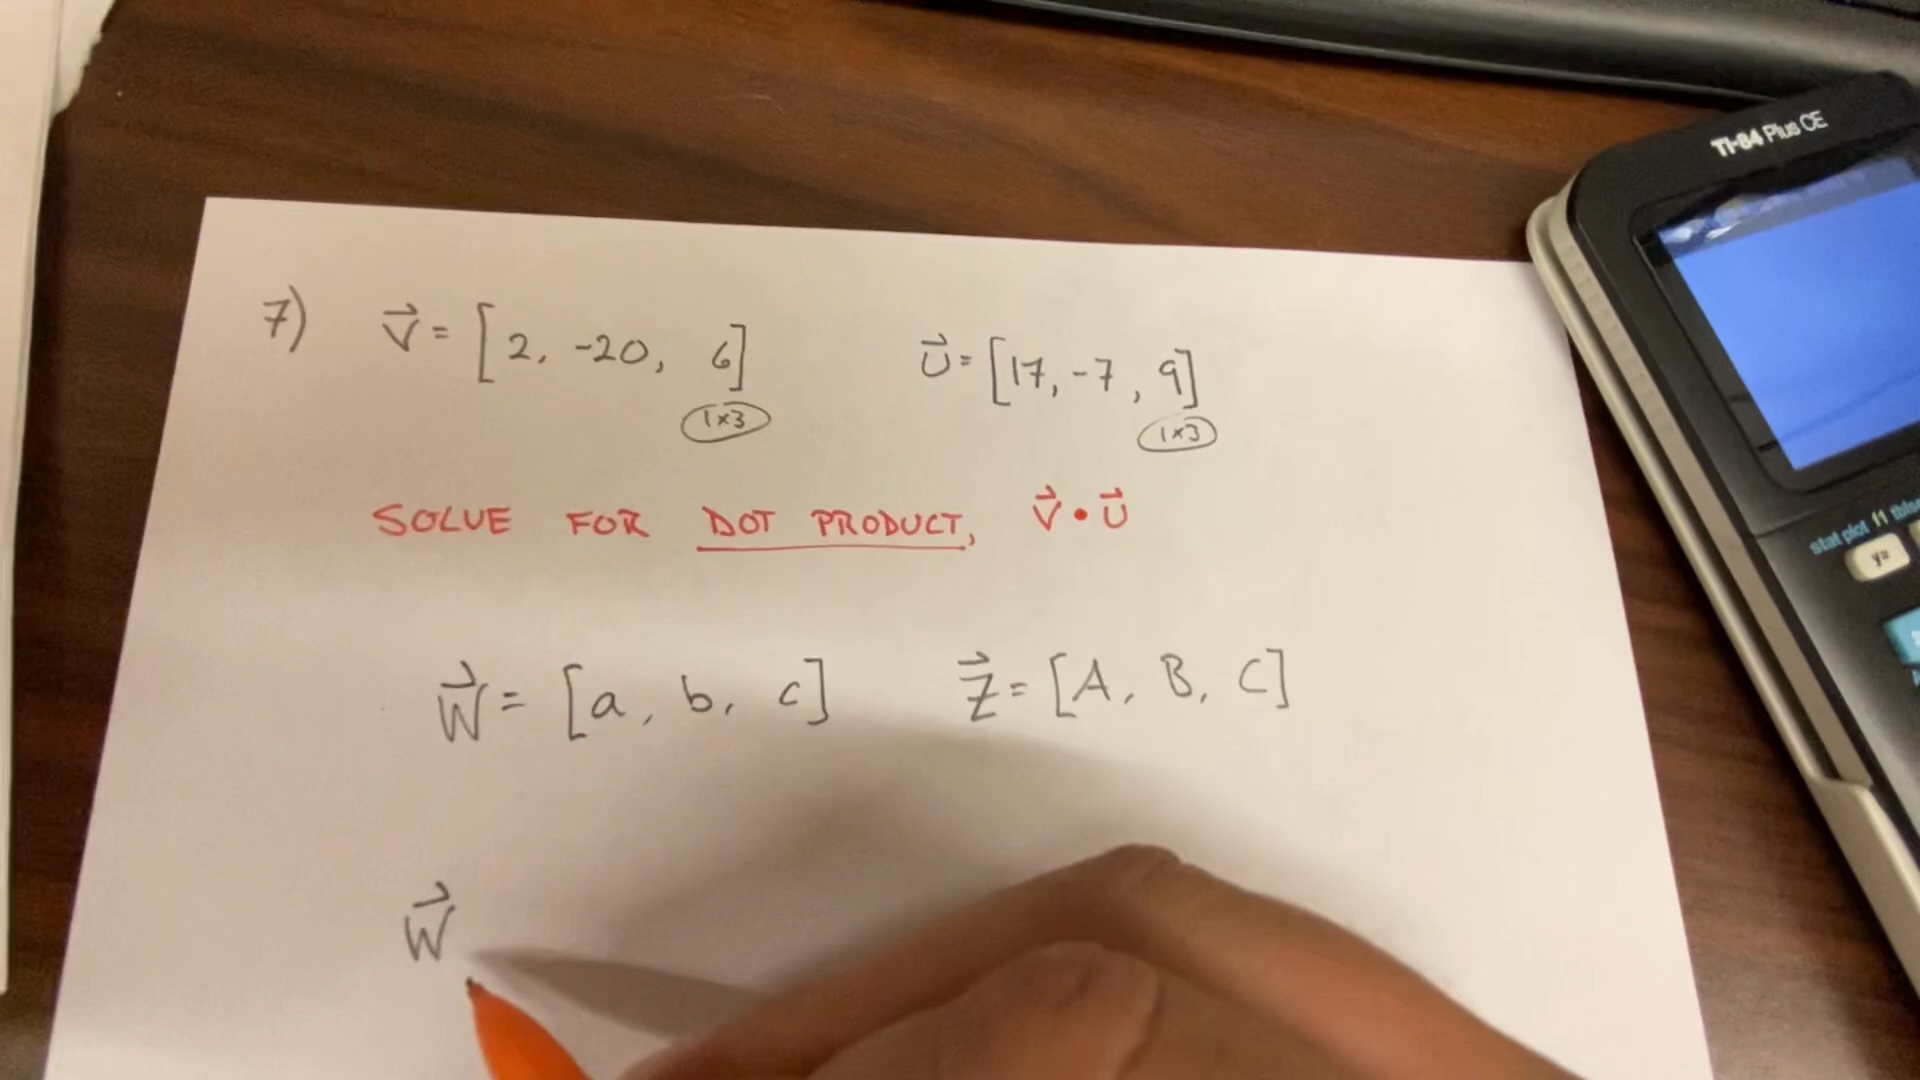 TI-84 Plus CE
7) V⃗ = [2, -20, 6] U⃗ = [17, -7, 9]
1×3 1×3
SOLVE FOR DOT PRODUCT, V⃗ • U⃗
stat plot f1
y=
W⃗ = [a, b, c] Z⃗ = [A, B, C]
W⃗